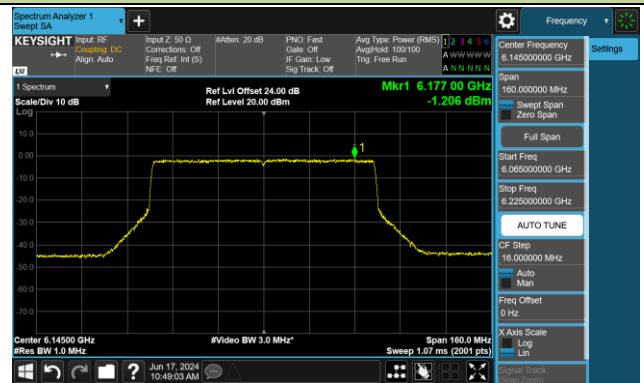 Spectrum Analyzer 1
Swept SA
+
Frequency
KEYSIGHT
Input: RF
Coupling: DC
Align: Auto
Input Z: 50 Ω
Corrections: Off
Freq Ref: Int (S)
NFE: Off
#Atten: 20 dB
PNO: Fast
Gate: Off
IF Gain: Low
Sig Track: Off
Avg Type: Power (RMS)
Avg|Hold: 100/100
Trig: Free Run
1 2 3 4 5 6
A W W W W W
A N N N N N
LXI
1 Spectrum
Scale/Div 10 dB
Log
Ref Lvl Offset 24.00 dB
Ref Level 20.00 dBm
Mkr1 6.177 00 GHz
-1.206 dBm
1
10.0
0.00
-10.0
-20.0
-30.0
-40.0
-50.0
-60.0
-70.0
Center 6.14500 GHz
#Res BW 1.0 MHz
#Video BW 3.0 MHz*
Span 160.0 MHz
Sweep 1.07 ms (2001 pts)
Center Frequency
6.145000000 GHz
Settings
Span
160.000000 MHz
Swept Span
Zero Span
Full Span
Start Freq
6.065000000 GHz
Stop Freq
6.225000000 GHz
AUTO TUNE
CF Step
16.000000 MHz
Auto
Man
Freq Offset
0 Hz
X Axis Scale
Log
Lin
Signal Track
(Span Zoom)
?
Jun 17, 2024
10:49:03 AM